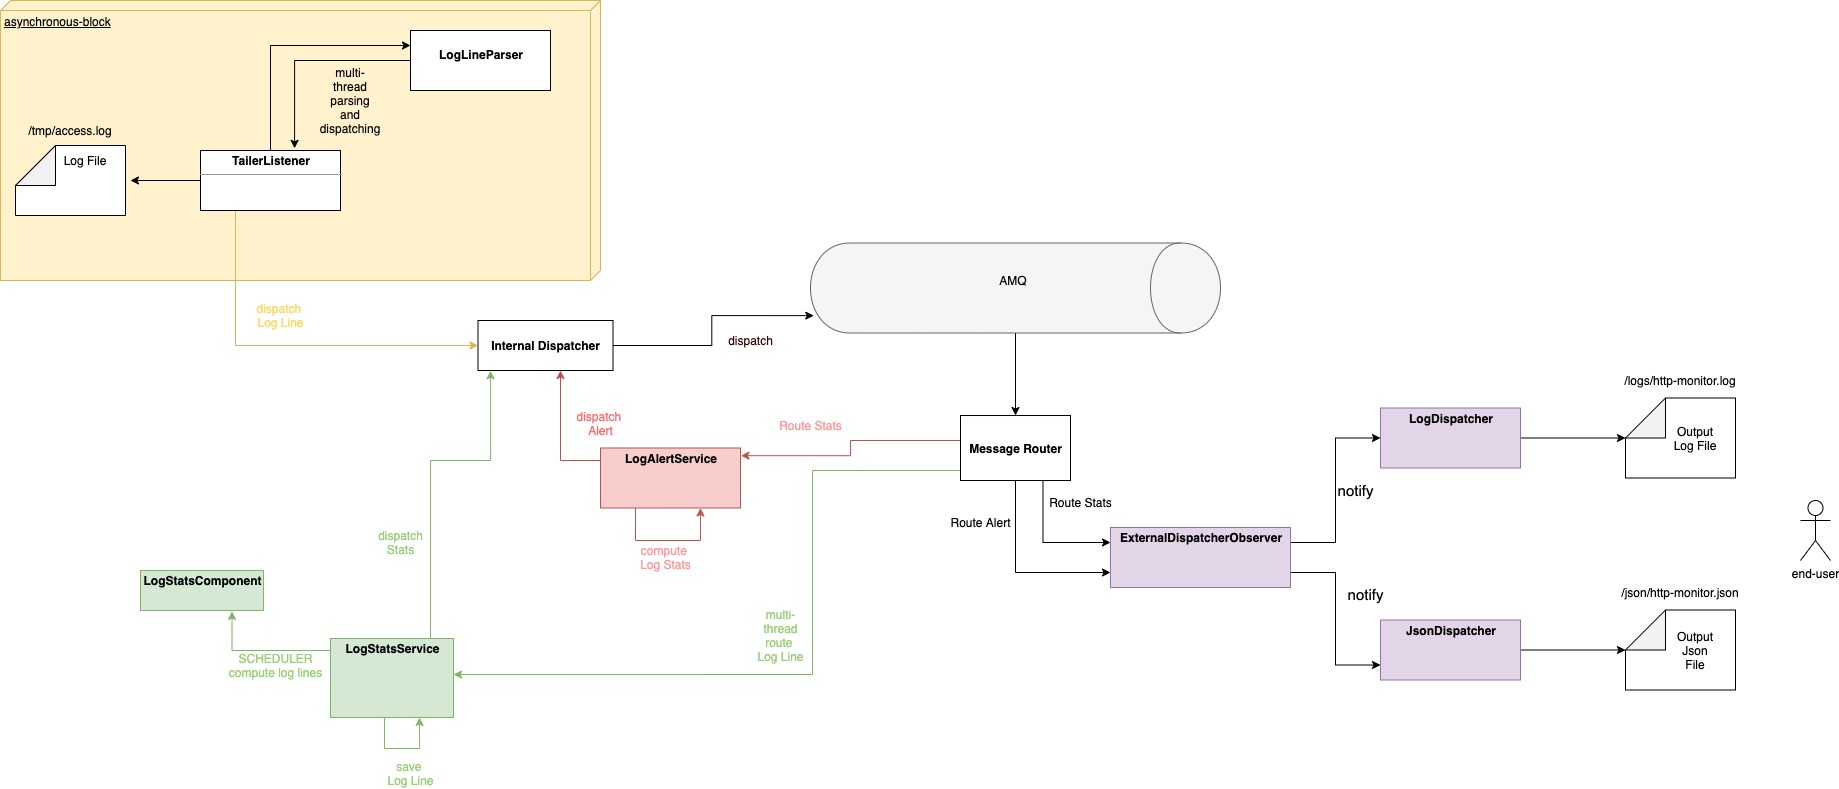 asynchronous-block
LogLineParser
multi-
thread
parsing
and
dispatching
/tmp/access.log
Log File
TailerListener
dispatch
Log Line
Internal Dispatcher
dispatch
AMQ
dispatch
Alert
Route Stats
LogAlertService
compute
Log Stats
Message Router
Route Alert
Route Stats
ExternalDispatcherObserver
notify
notify
LogDispatcher
/logs/http-monitor.log
Output
Log File
end-user
JsonDispatcher
/json/http-monitor.json
Output
Json
File
dispatch
Stats
LogStatsComponent
SCHEDULER
compute log lines
LogStatsService
save
Log Line
multi-
thread
route
Log Line